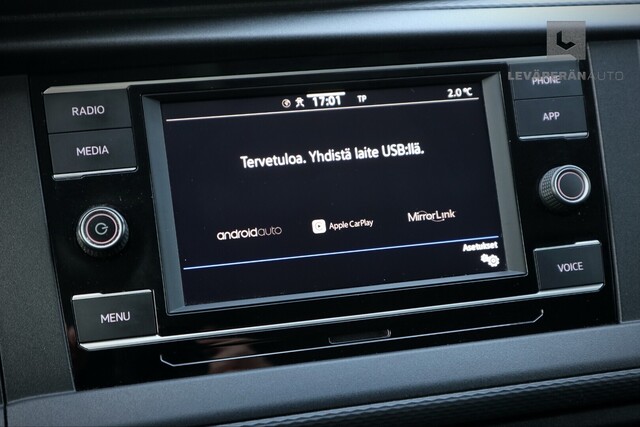 LEVÄPERÄNAUTO
RADIO
MEDIA
MENU
17:01 TP 2.0 °C
Tervetuloa. Yhdistä laite USB:llä.
androidauto Apple CarPlay MirrorLink
Asetukset
PHONE
APP
VOICE